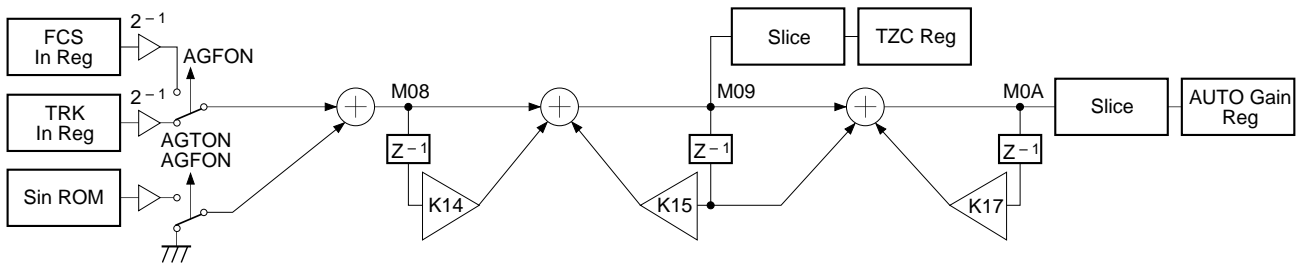 FCS
In Reg
2−1
AGFON
TRK
In Reg
2−1
AGTON
AGFON
Sin ROM
M08
Z−1
K14
M09
Slice
TZC Reg
Z−1
K15
M0A
Slice
AUTO Gain
Reg
Z−1
K17